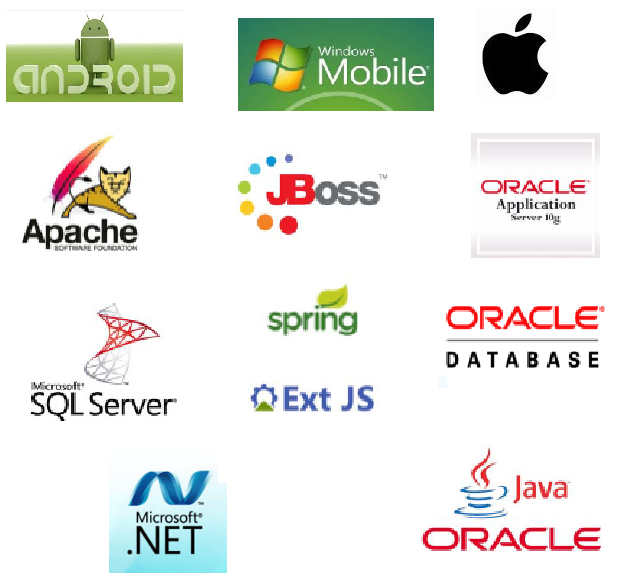 ANDROID
Windows
Mobile
Apache
SOFTWARE FOUNDATION
JBoss™
ORACLE
Application
Server 10g
spring
ORACLE®
DATABASE
Microsoft®
SQL Server®
Ext JS
Microsoft®
.NET
Java
ORACLE